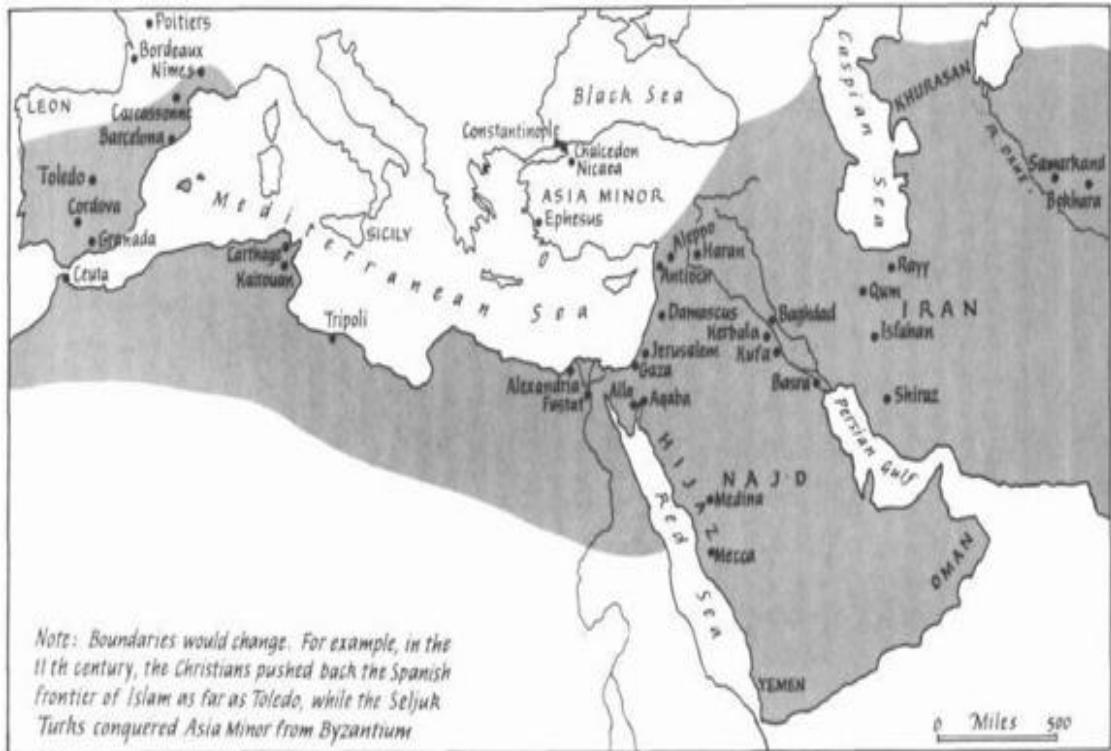 Poitiers
Bordeaux
Nîmes
LEON
Carcassonne
Barcelona
Toledo
Cordova
Granada
Ceuta
Mediterranean Sea
SICILY
Carthage
Kairouan
Tripoli
Black Sea
Constantinople
Chalcedon
Nicaea
ASIA MINOR
Ephesus
Caspian Sea
KHURASAN
Samarkand
Bokhara
Aleppo
Haran
Antioch
Damascus
Baghdad
Kerbala
Kufa
Jerusalem
Gaza
Basra
Rayy
Qum
IRAN
Isfahan
Shiraz
Persian Gulf
Alexandria
Fustat
Aila
Aqaba
HIJAZ
NAJD
Medina
Mecca
Red Sea
OMAN
YEMEN
Note: Boundaries would change. For example, in the
11th century, the Christians pushed back the Spanish
frontier of Islam as far as Toledo, while the Seljuk
Turks conquered Asia Minor from Byzantium
0 Miles 500